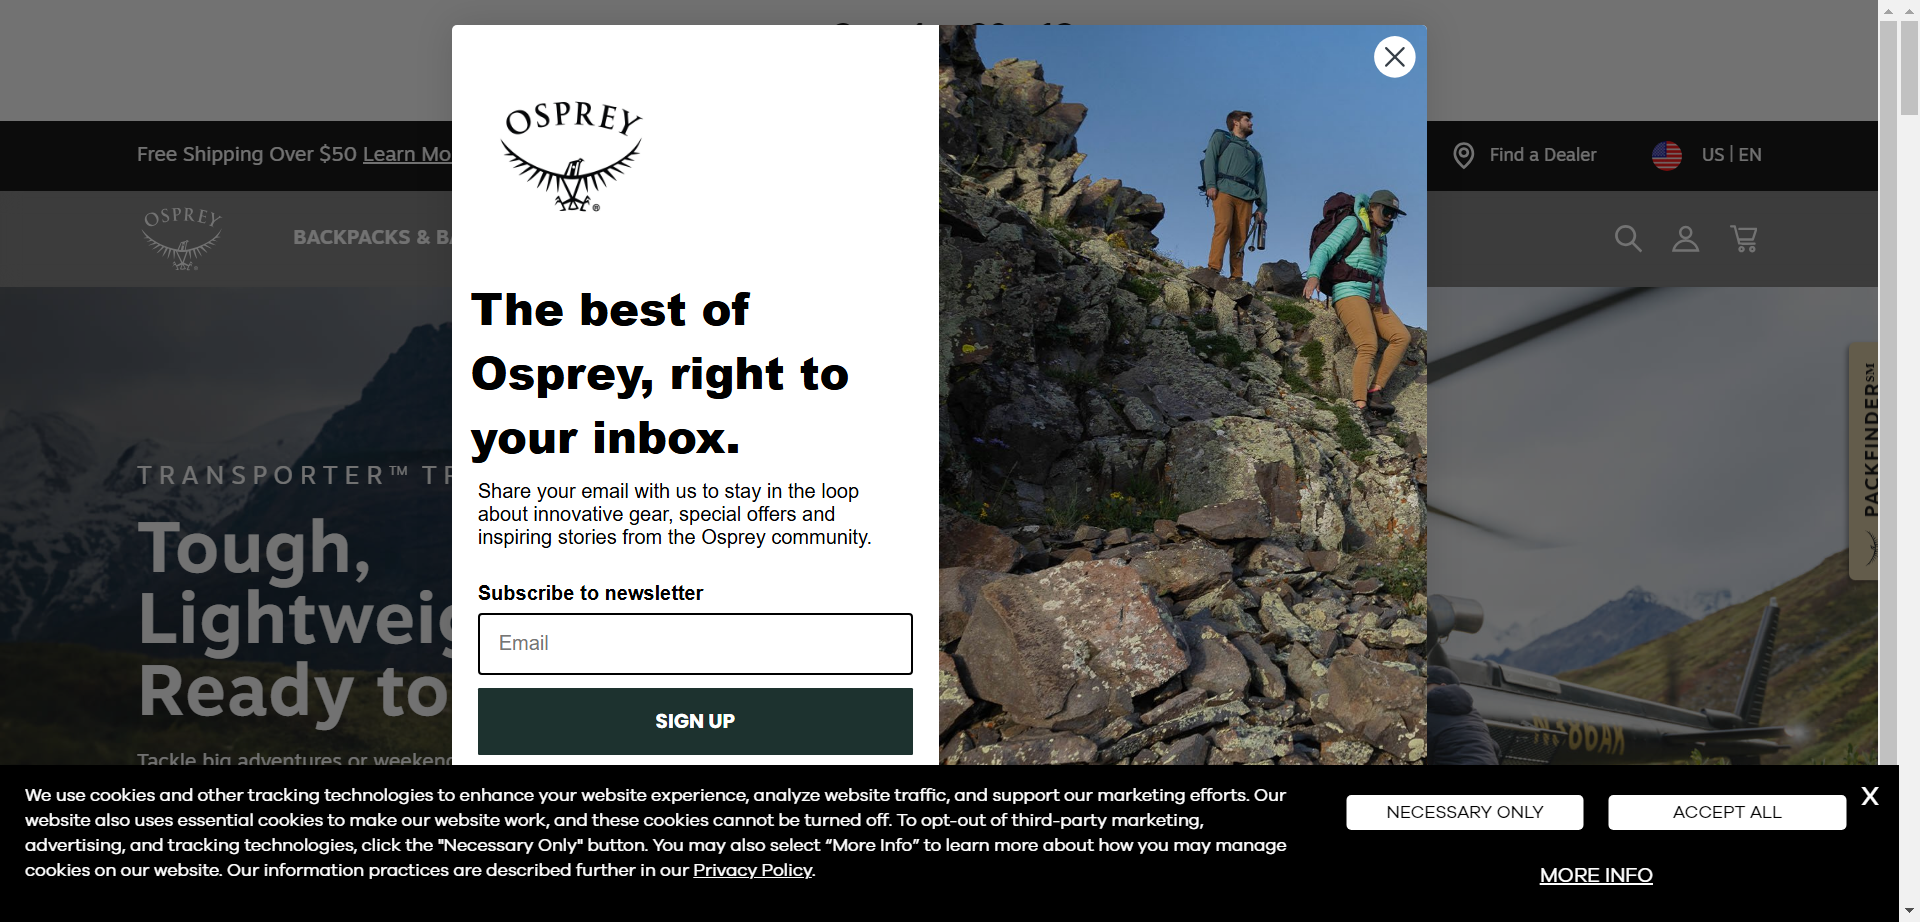 Free Shipping Over $50 Learn Mo
Find a Dealer
US | EN
OSPREY
BACKPACKS & BA
OSPREY
The best of
Osprey, right to
your inbox.
Share your email with us to stay in the loop
about innovative gear, special offers and
inspiring stories from the Osprey community.
Subscribe to newsletter
Email
SIGN UP
TRANSPORTER™ TR
Tough,
Lightweig
Ready to
Tackle big adventures or weekend
PACKFINDER℠
We use cookies and other tracking technologies to enhance your website experience, analyze website traffic, and support our marketing efforts. Our
website also uses essential cookies to make our website work, and these cookies cannot be turned off. To opt-out of third-party marketing,
advertising, and tracking technologies, click the "Necessary Only" button. You may also select “More Info” to learn more about how you may manage
cookies on our website. Our information practices are described further in our Privacy Policy.
NECESSARY ONLY
ACCEPT ALL
X
MORE INFO